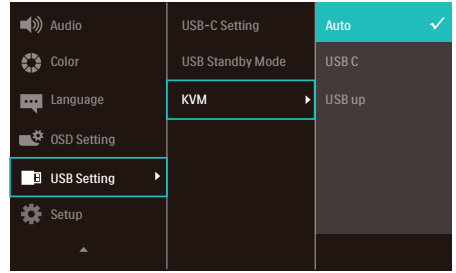 Audio
Color
Language
OSD Setting
USB Setting
Setup
USB-C Setting
USB Standby Mode
KVM
Auto
USB C
USB up